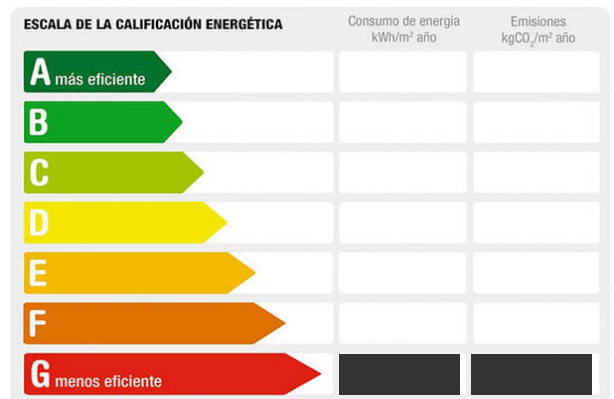 ESCALA DE LA CALIFICACIÓN ENERGÉTICA
Consumo de energía
kWh/m² año
Emisiones
kgCO₂/m² año
A más eficiente
B
C
D
E
F
G menos eficiente